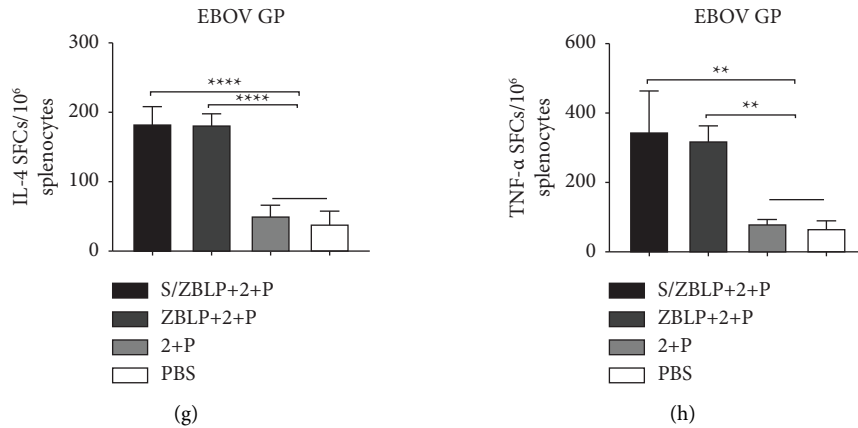 EBOV GP
300
200
100
0
IL-4 SFCs/10⁶
splenocytes
****
****
S/ZBLP+2+P
ZBLP+2+P
2+P
PBS
(g)
EBOV GP
600
400
200
0
TNF-α SFCs/10⁶
splenocytes
**
**
S/ZBLP+2+P
ZBLP+2+P
2+P
PBS
(h)